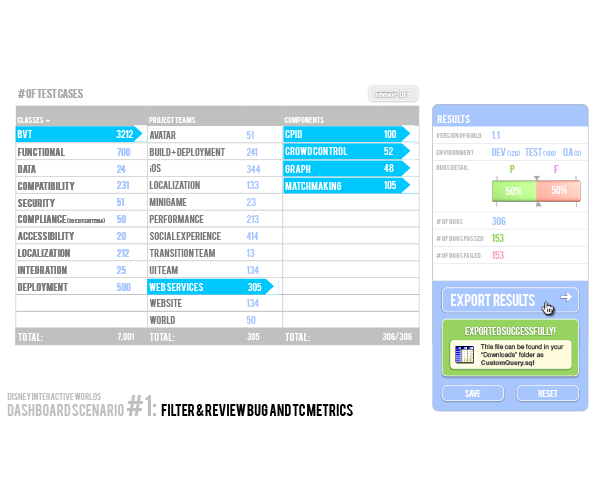 # OF TEST CASES
CLASSES
PROJECT TEAMS
COMPONENTS
BVT 3212
AVATAR 51
CPID 100
FUNCTIONAL 700
BUILD+DEPLOYMENT 241
CROWD CONTROL 52
DATA 24
iOS 344
GRAPH 48
COMPATIBILITY 231
LOCALIZATION 133
MATCHMAKING 105
SECURITY 51
MINIGAME 23
COMPLIANCE 50
PERFORMANCE 213
ACCESSIBILITY 20
SOCIAL EXPERIENCE 414
LOCALIZATION 212
TRANSITION TEAM 13
INTEGRATION 25
UI TEAM 134
DEPLOYMENT 500
WEB SERVICES 305
WEBSITE 134
WORLD 50
TOTAL: 7,001
TOTAL: 305
TOTAL: 306/306
RESULTS
VERSION OF BUILD 1.1
ENVIRONMENT DEV (120) TEST (180) QA (5)
BUGS DETAIL P F
50% 50%
# OF BUGS 306
# OF BUGS PASSED 153
# OF BUGS FAILED 153
EXPORT RESULTS
EXPORTED SUCCESSFULLY!
This file can be found in your
"Downloads" folder as
CustomQuery.sql
SAVE RESET
DISNEY INTERACTIVE WORLDS
DASHBOARD SCENARIO #1: FILTER & REVIEW BUG AND TC METRICS